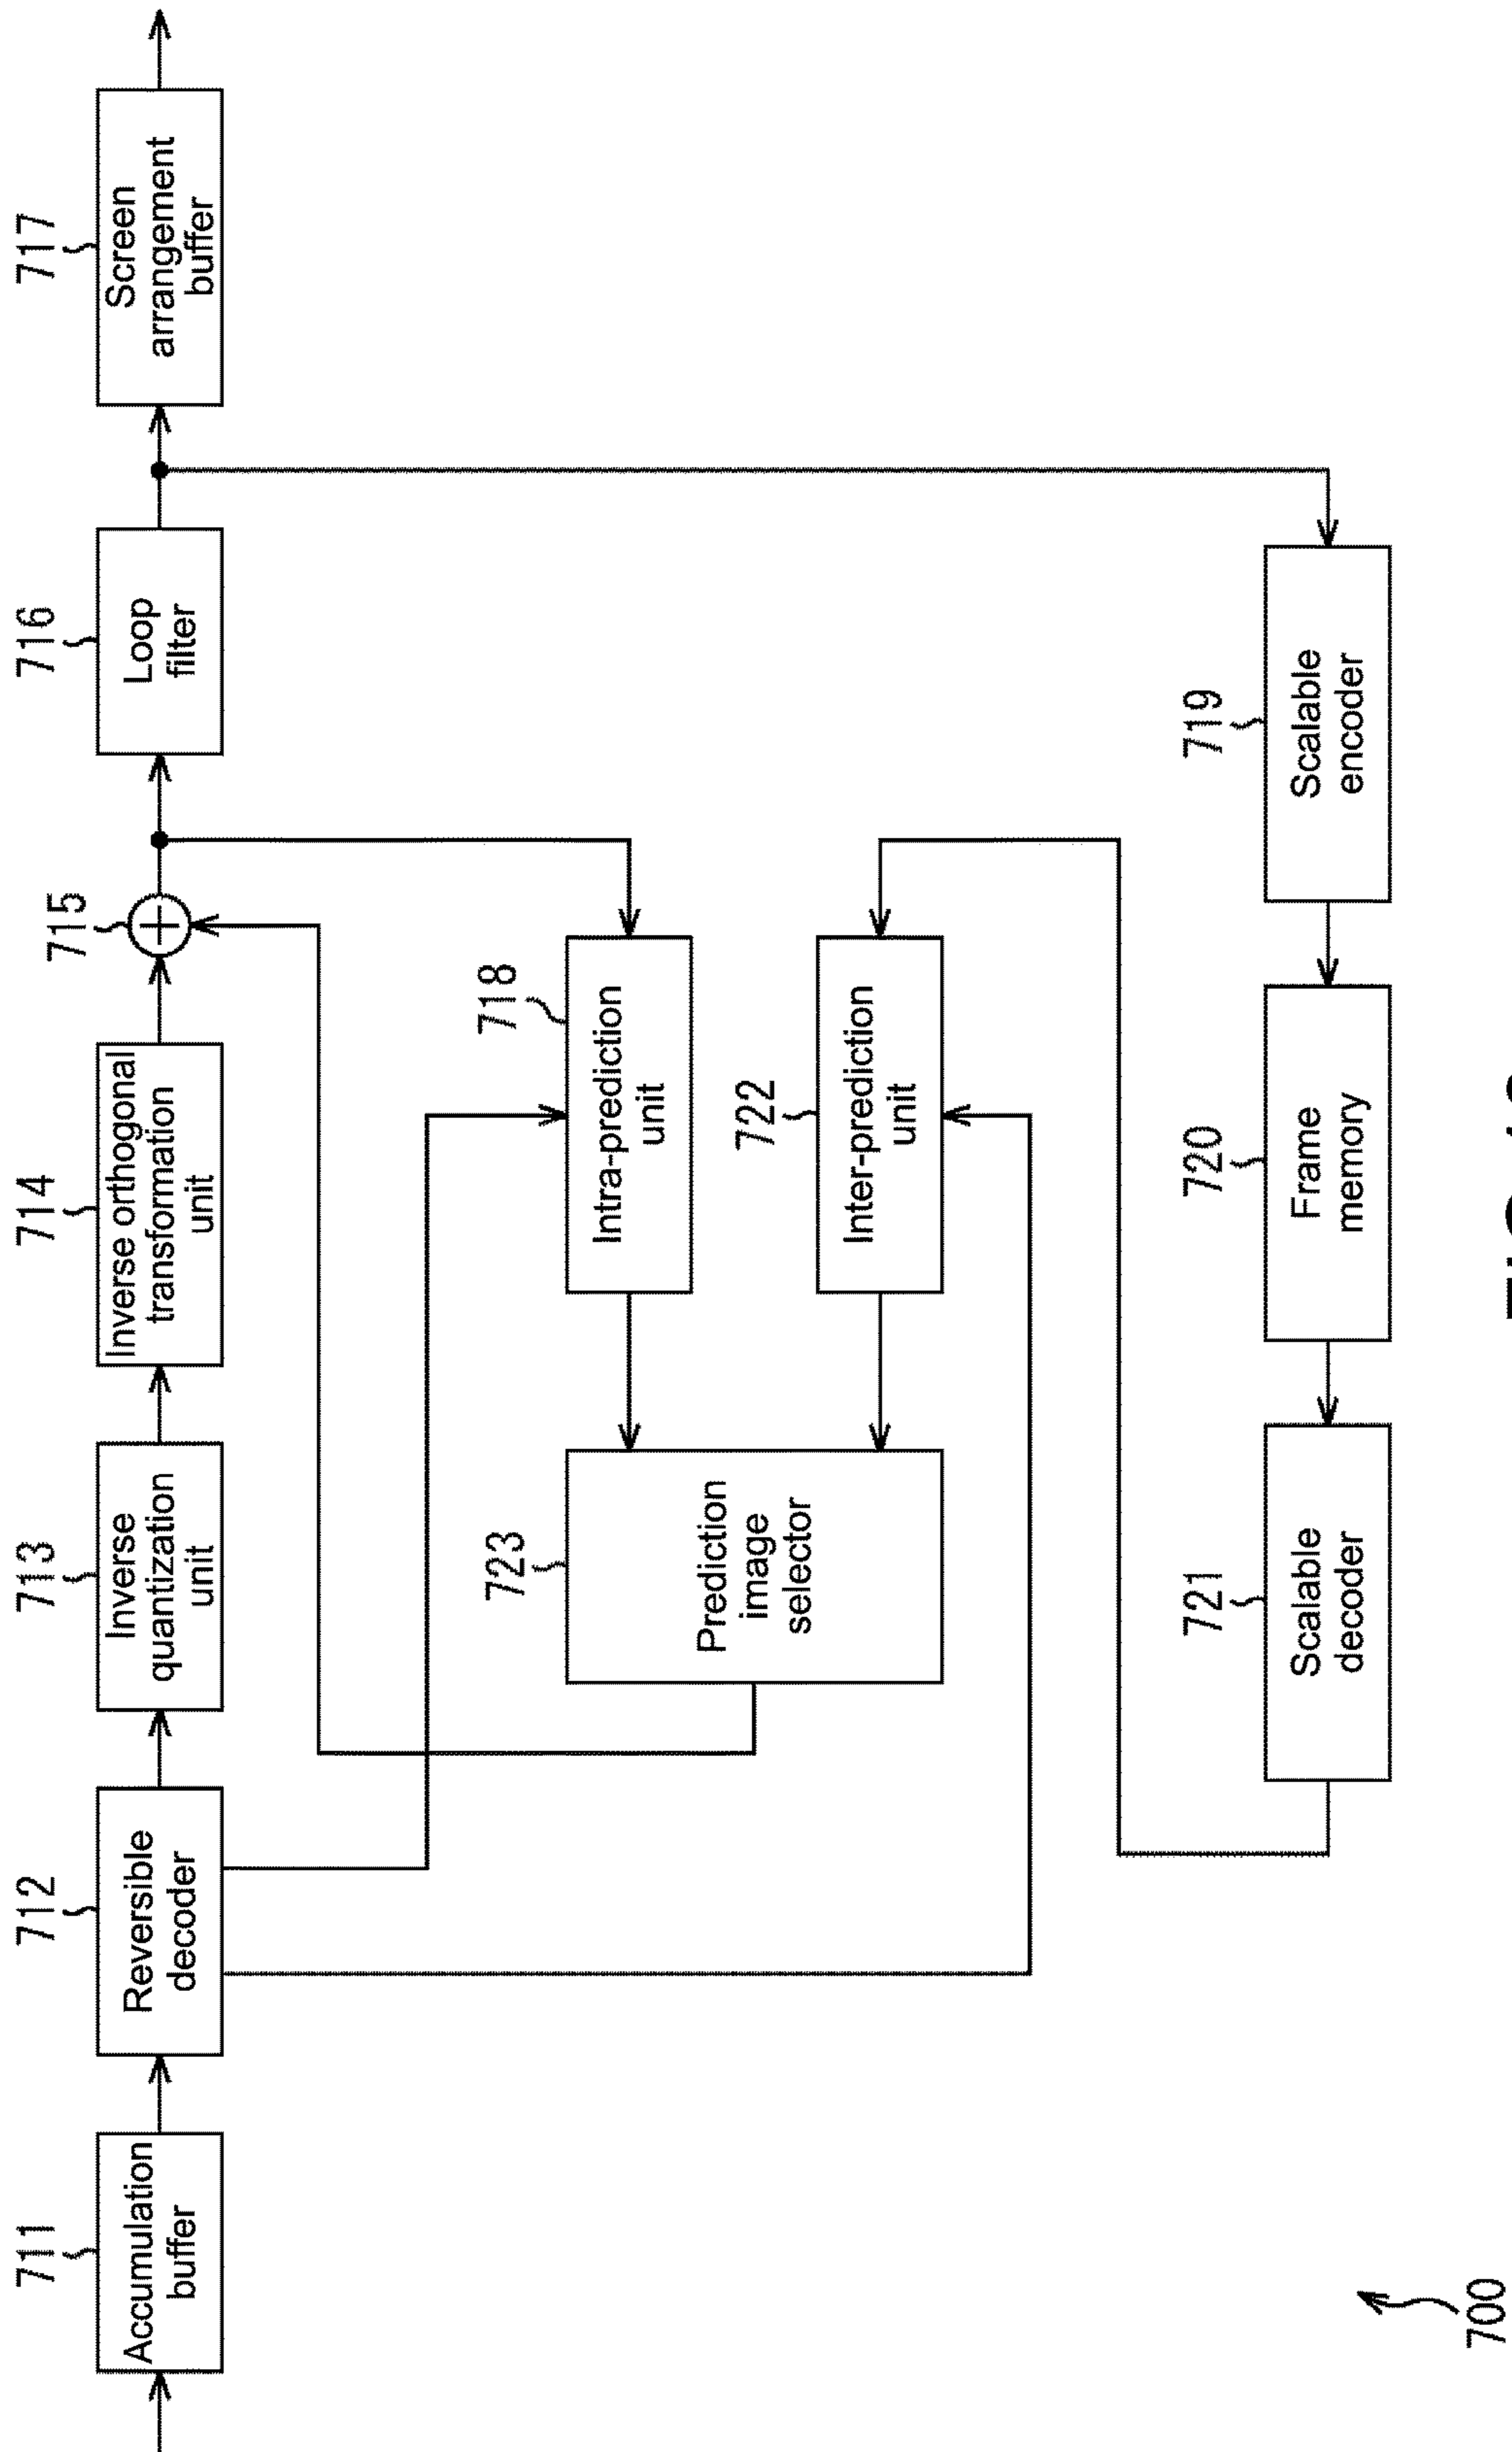 711
Accumulation
buffer
712
Reversible
decoder
713
Inverse
quantization
unit
714
Inverse orthogonal
transformation
unit
715
716
Loop
filter
717
Screen
arrangement
buffer
718
Intra-prediction
unit
722
Inter-prediction
unit
723
Prediction
image
selector
719
Scalable
encoder
720
Frame
memory
721
Scalable
decoder
700